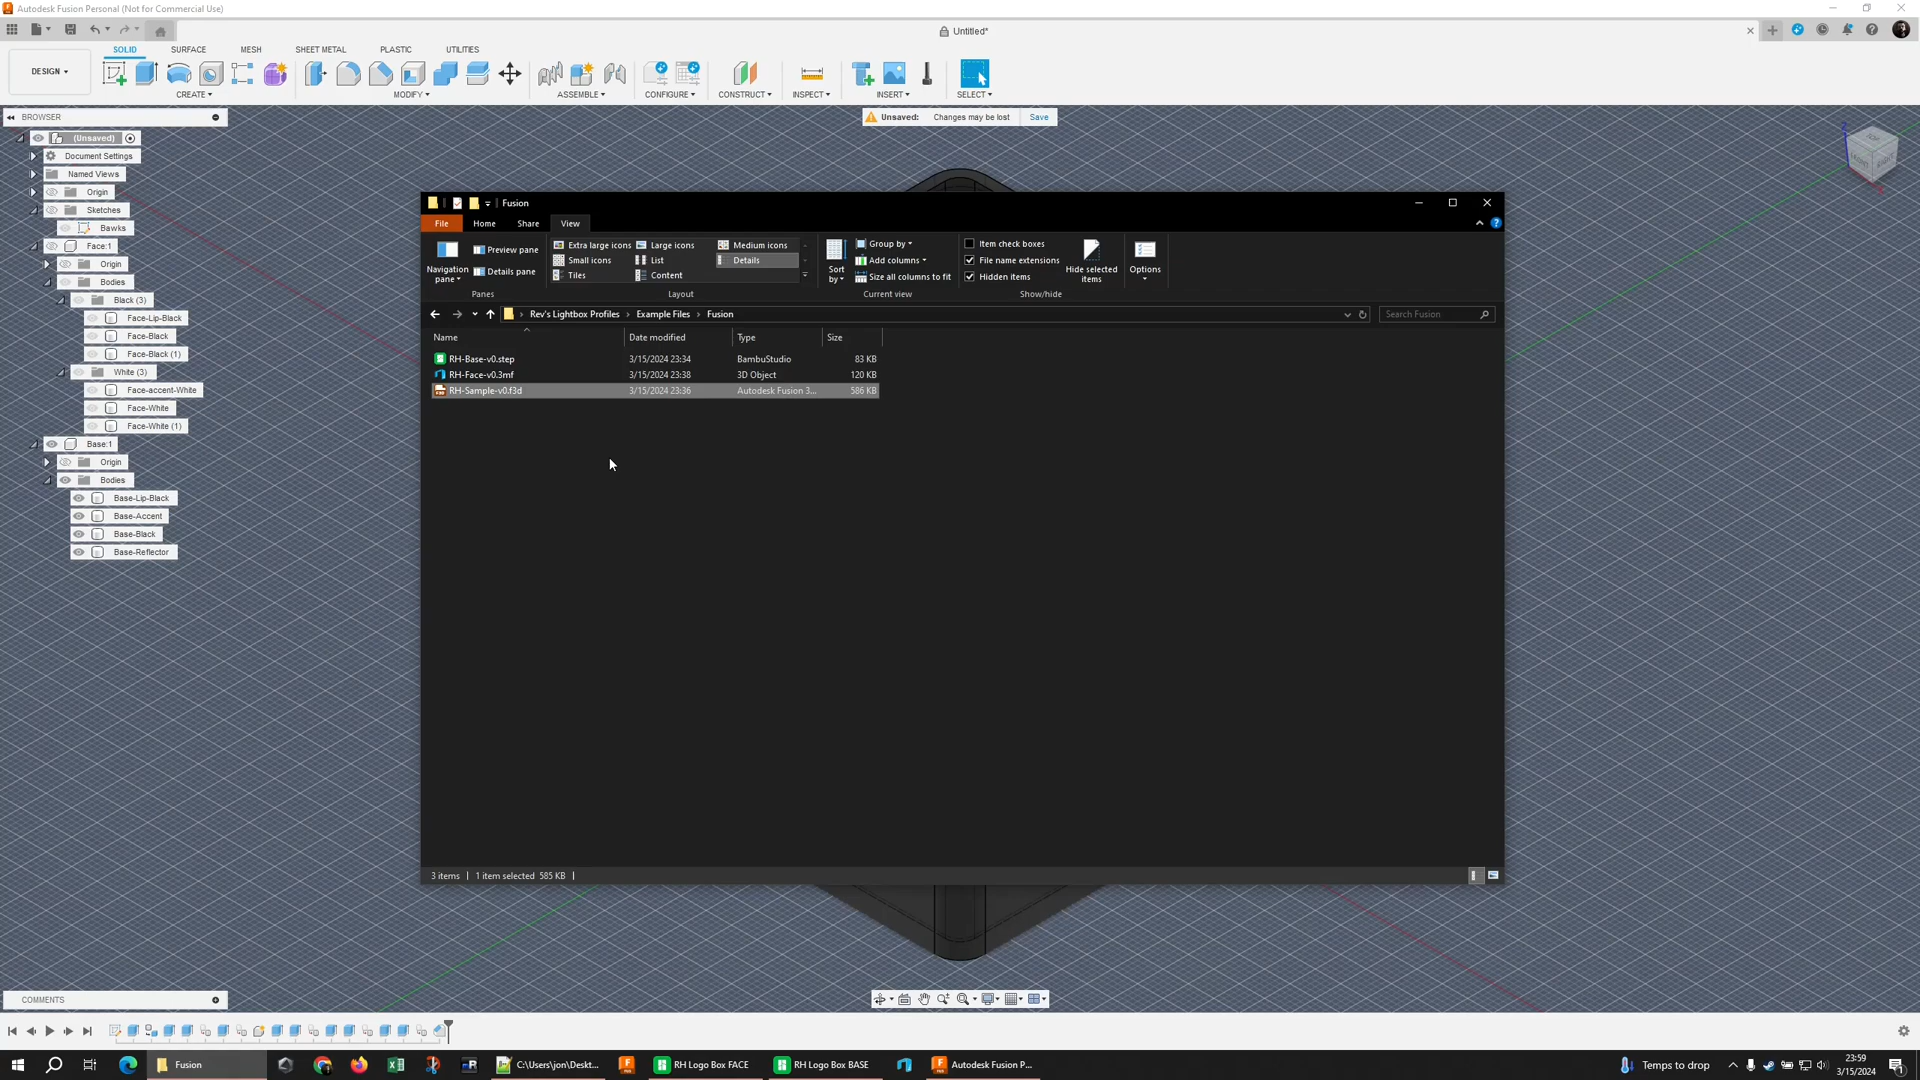 Autodesk Fusion Personal (Not for Commercial Use)
Untitled*
SOLID SURFACE MESH SHEET METAL PLASTIC UTILITIES
DESIGN
CREATE MODIFY ASSEMBLE CONFIGURE CONSTRUCT INSPECT INSERT SELECT
BROWSER
Unsaved: Changes may be lost Save
(Unsaved)
Document Settings
Named Views
Origin
Sketches
Bawks
Face:1
Origin
Bodies
Black (3)
Face-Lip-Black
Face-Black
Face-Black (1)
White (3)
Face-accent-White
Face-White
Face-White (1)
Base:1
Origin
Bodies
Base-Lip-Black
Base-Accent
Base-Black
Base-Reflector
Fusion
File Home Share View
Navigation pane
Preview pane
Details pane
Panes
Extra large icons Large icons Medium icons
Small icons List Details
Tiles Content
Layout
Sort by
Group by
Add columns
Size all columns to fit
Current view
Item check boxes
File name extensions
Hidden items
Hide selected items
Show/hide
Options
Rev's Lightbox Profiles Example Files Fusion
Search Fusion
Name Date modified Type Size
RH-Base-v0.step 3/15/2024 23:34 BambuStudio 83 KB
RH-Face-v0.3mf 3/15/2024 23:38 3D Object 120 KB
RH-Sample-v0.f3d 3/15/2024 23:36 Autodesk Fusion 3... 586 KB
3 items 1 item selected 585 KB
COMMENTS
Fusion
C:\Users\jon\Deskt...
RH Logo Box FACE
RH Logo Box BASE
Autodesk Fusion P...
Temps to drop
23:59
3/15/2024